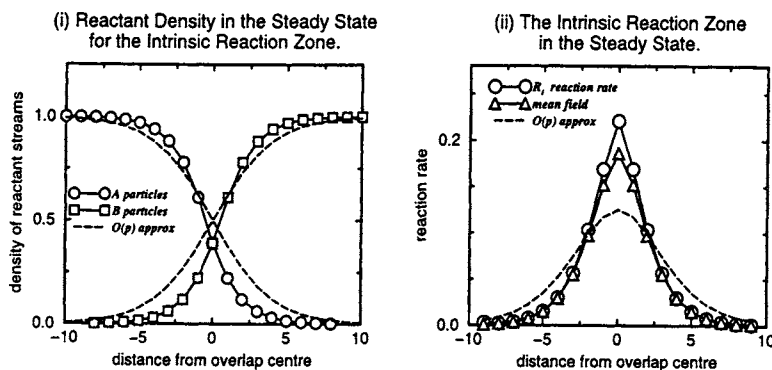 (i) Reactant Density in the Steady State
for the Intrinsic Reaction Zone.
density of reactant streams
1.0
0.5
0.0
A particles
B particles
O(p) approx
−10
−5
0
5
10
distance from overlap centre
(ii) The Intrinsic Reaction Zone
in the Steady State.
reaction rate
0.2
0.0
R_i reaction rate
mean field
O(p) approx
−10
−5
0
5
10
distance from overlap centre